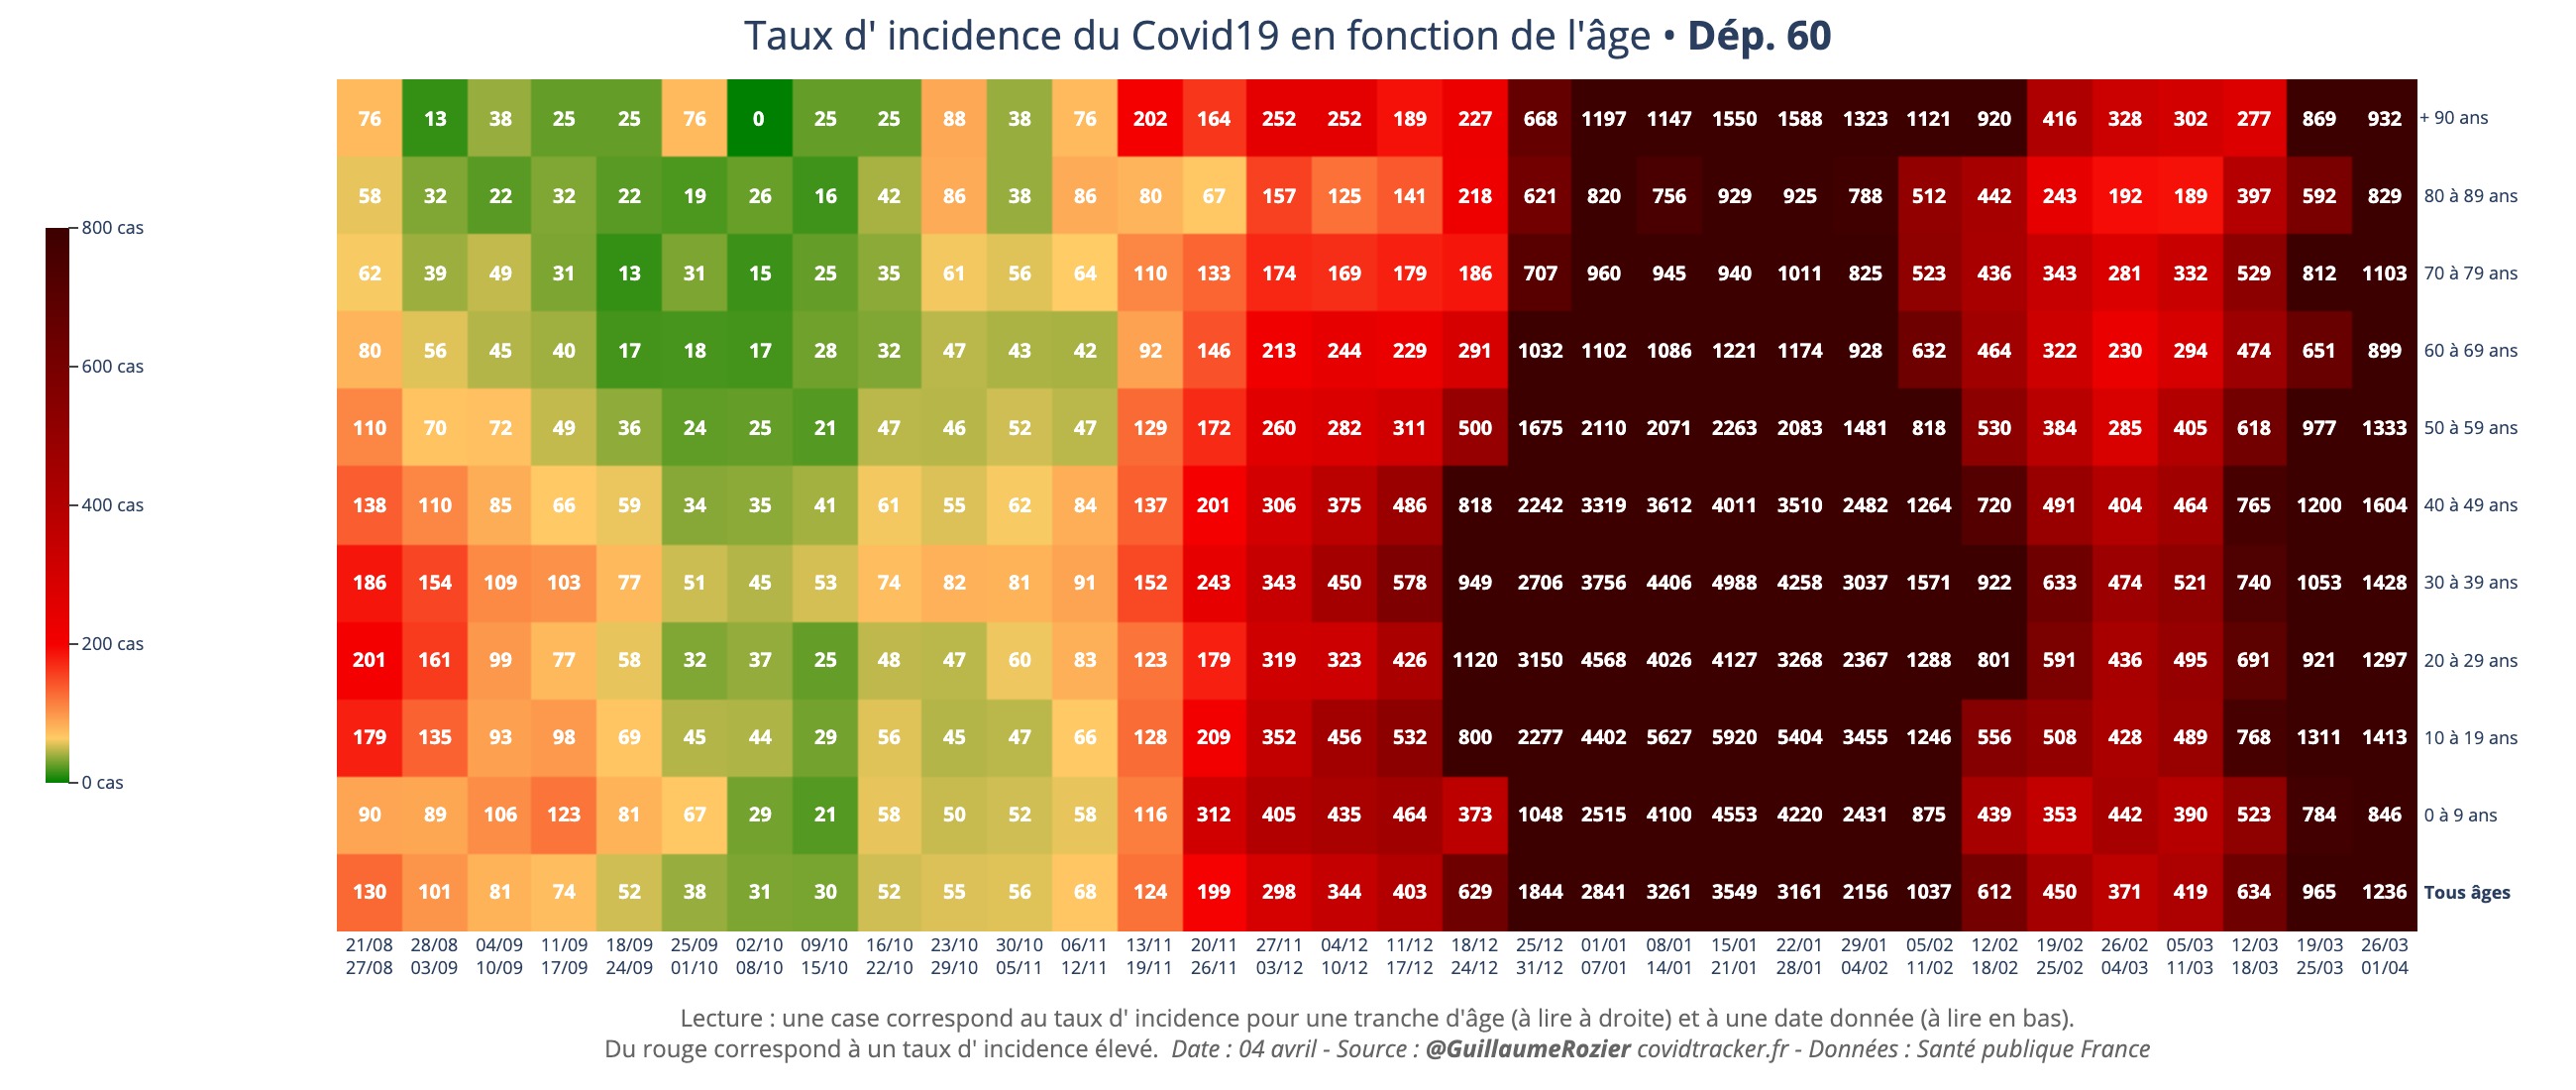 Taux d' incidence du Covid19 en fonction de l'âge • Dép. 60
76 13 38 25 25 76 0 25 25 88 38 76 202 164 252 252 189 227 668 1197 1147 1550 1588 1323 1121 920 416 328 302 277 869 932 + 90 ans
58 32 22 32 22 19 26 16 42 86 38 86 80 67 157 125 141 218 621 820 756 929 925 788 512 442 243 192 189 397 592 829 80 à 89 ans
800 cas
62 39 49 31 13 31 15 25 35 61 56 64 110 133 174 169 179 186 707 960 945 940 1011 825 523 436 343 281 332 529 812 1103 70 à 79 ans
80 56 45 40 17 18 17 28 32 47 43 42 92 146 213 244 229 291 1032 1102 1086 1221 1174 928 632 464 322 230 294 474 651 899 60 à 69 ans
600 cas
110 70 72 49 36 24 25 21 47 46 52 47 129 172 260 282 311 500 1675 2110 2071 2263 2083 1481 818 530 384 285 405 618 977 1333 50 à 59 ans
400 cas
138 110 85 66 59 34 35 41 61 55 62 84 137 201 306 375 486 818 2242 3319 3612 4011 3510 2482 1264 720 491 404 464 765 1200 1604 40 à 49 ans
186 154 109 103 77 51 45 53 74 82 81 91 152 243 343 450 578 949 2706 3756 4406 4988 4258 3037 1571 922 633 474 521 740 1053 1428 30 à 39 ans
200 cas
201 161 99 77 58 32 37 25 48 47 60 83 123 179 319 323 426 1120 3150 4568 4026 4127 3268 2367 1288 801 591 436 495 691 921 1297 20 à 29 ans
179 135 93 98 69 45 44 29 56 45 47 66 128 209 352 456 532 800 2277 4402 5627 5920 5404 3455 1246 556 508 428 489 768 1311 1413 10 à 19 ans
0 cas
90 89 106 123 81 67 29 21 58 50 52 58 116 312 405 435 464 373 1048 2515 4100 4553 4220 2431 875 439 353 442 390 523 784 846 0 à 9 ans
130 101 81 74 52 38 31 30 52 55 56 68 124 199 298 344 403 629 1844 2841 3261 3549 3161 2156 1037 612 450 371 419 634 965 1236 Tous âges
21/08 28/08 04/09 11/09 18/09 25/09 02/10 09/10 16/10 23/10 30/10 06/11 13/11 20/11 27/11 04/12 11/12 18/12 25/12 01/01 08/01 15/01 22/01 29/01 05/02 12/02 19/02 26/02 05/03 12/03 19/03 26/03
27/08 03/09 10/09 17/09 24/09 01/10 08/10 15/10 22/10 29/10 05/11 12/11 19/11 26/11 03/12 10/12 17/12 24/12 31/12 07/01 14/01 21/01 28/01 04/02 11/02 18/02 25/02 04/03 11/03 18/03 25/03 01/04
Lecture : une case correspond au taux d' incidence pour une tranche d'âge (à lire à droite) et à une date donnée (à lire en bas).
Du rouge correspond à un taux d' incidence élevé. Date : 04 avril - Source : @GuillaumeRozier covidtracker.fr - Données : Santé publique France